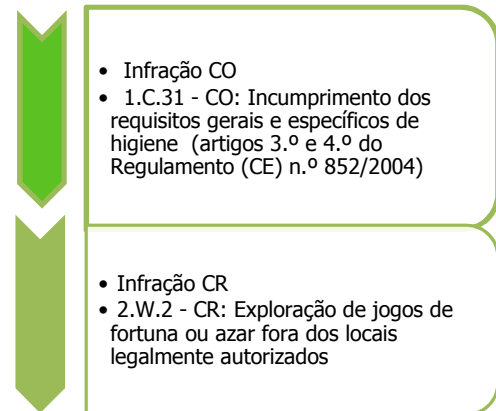 • Infração CO
• 1.C.31 - CO: Incumprimento dos
requisitos gerais e específicos de
higiene (artigos 3.º e 4.º do
Regulamento (CE) n.º 852/2004)
• Infração CR
• 2.W.2 - CR: Exploração de jogos de
fortuna ou azar fora dos locais
legalmente autorizados